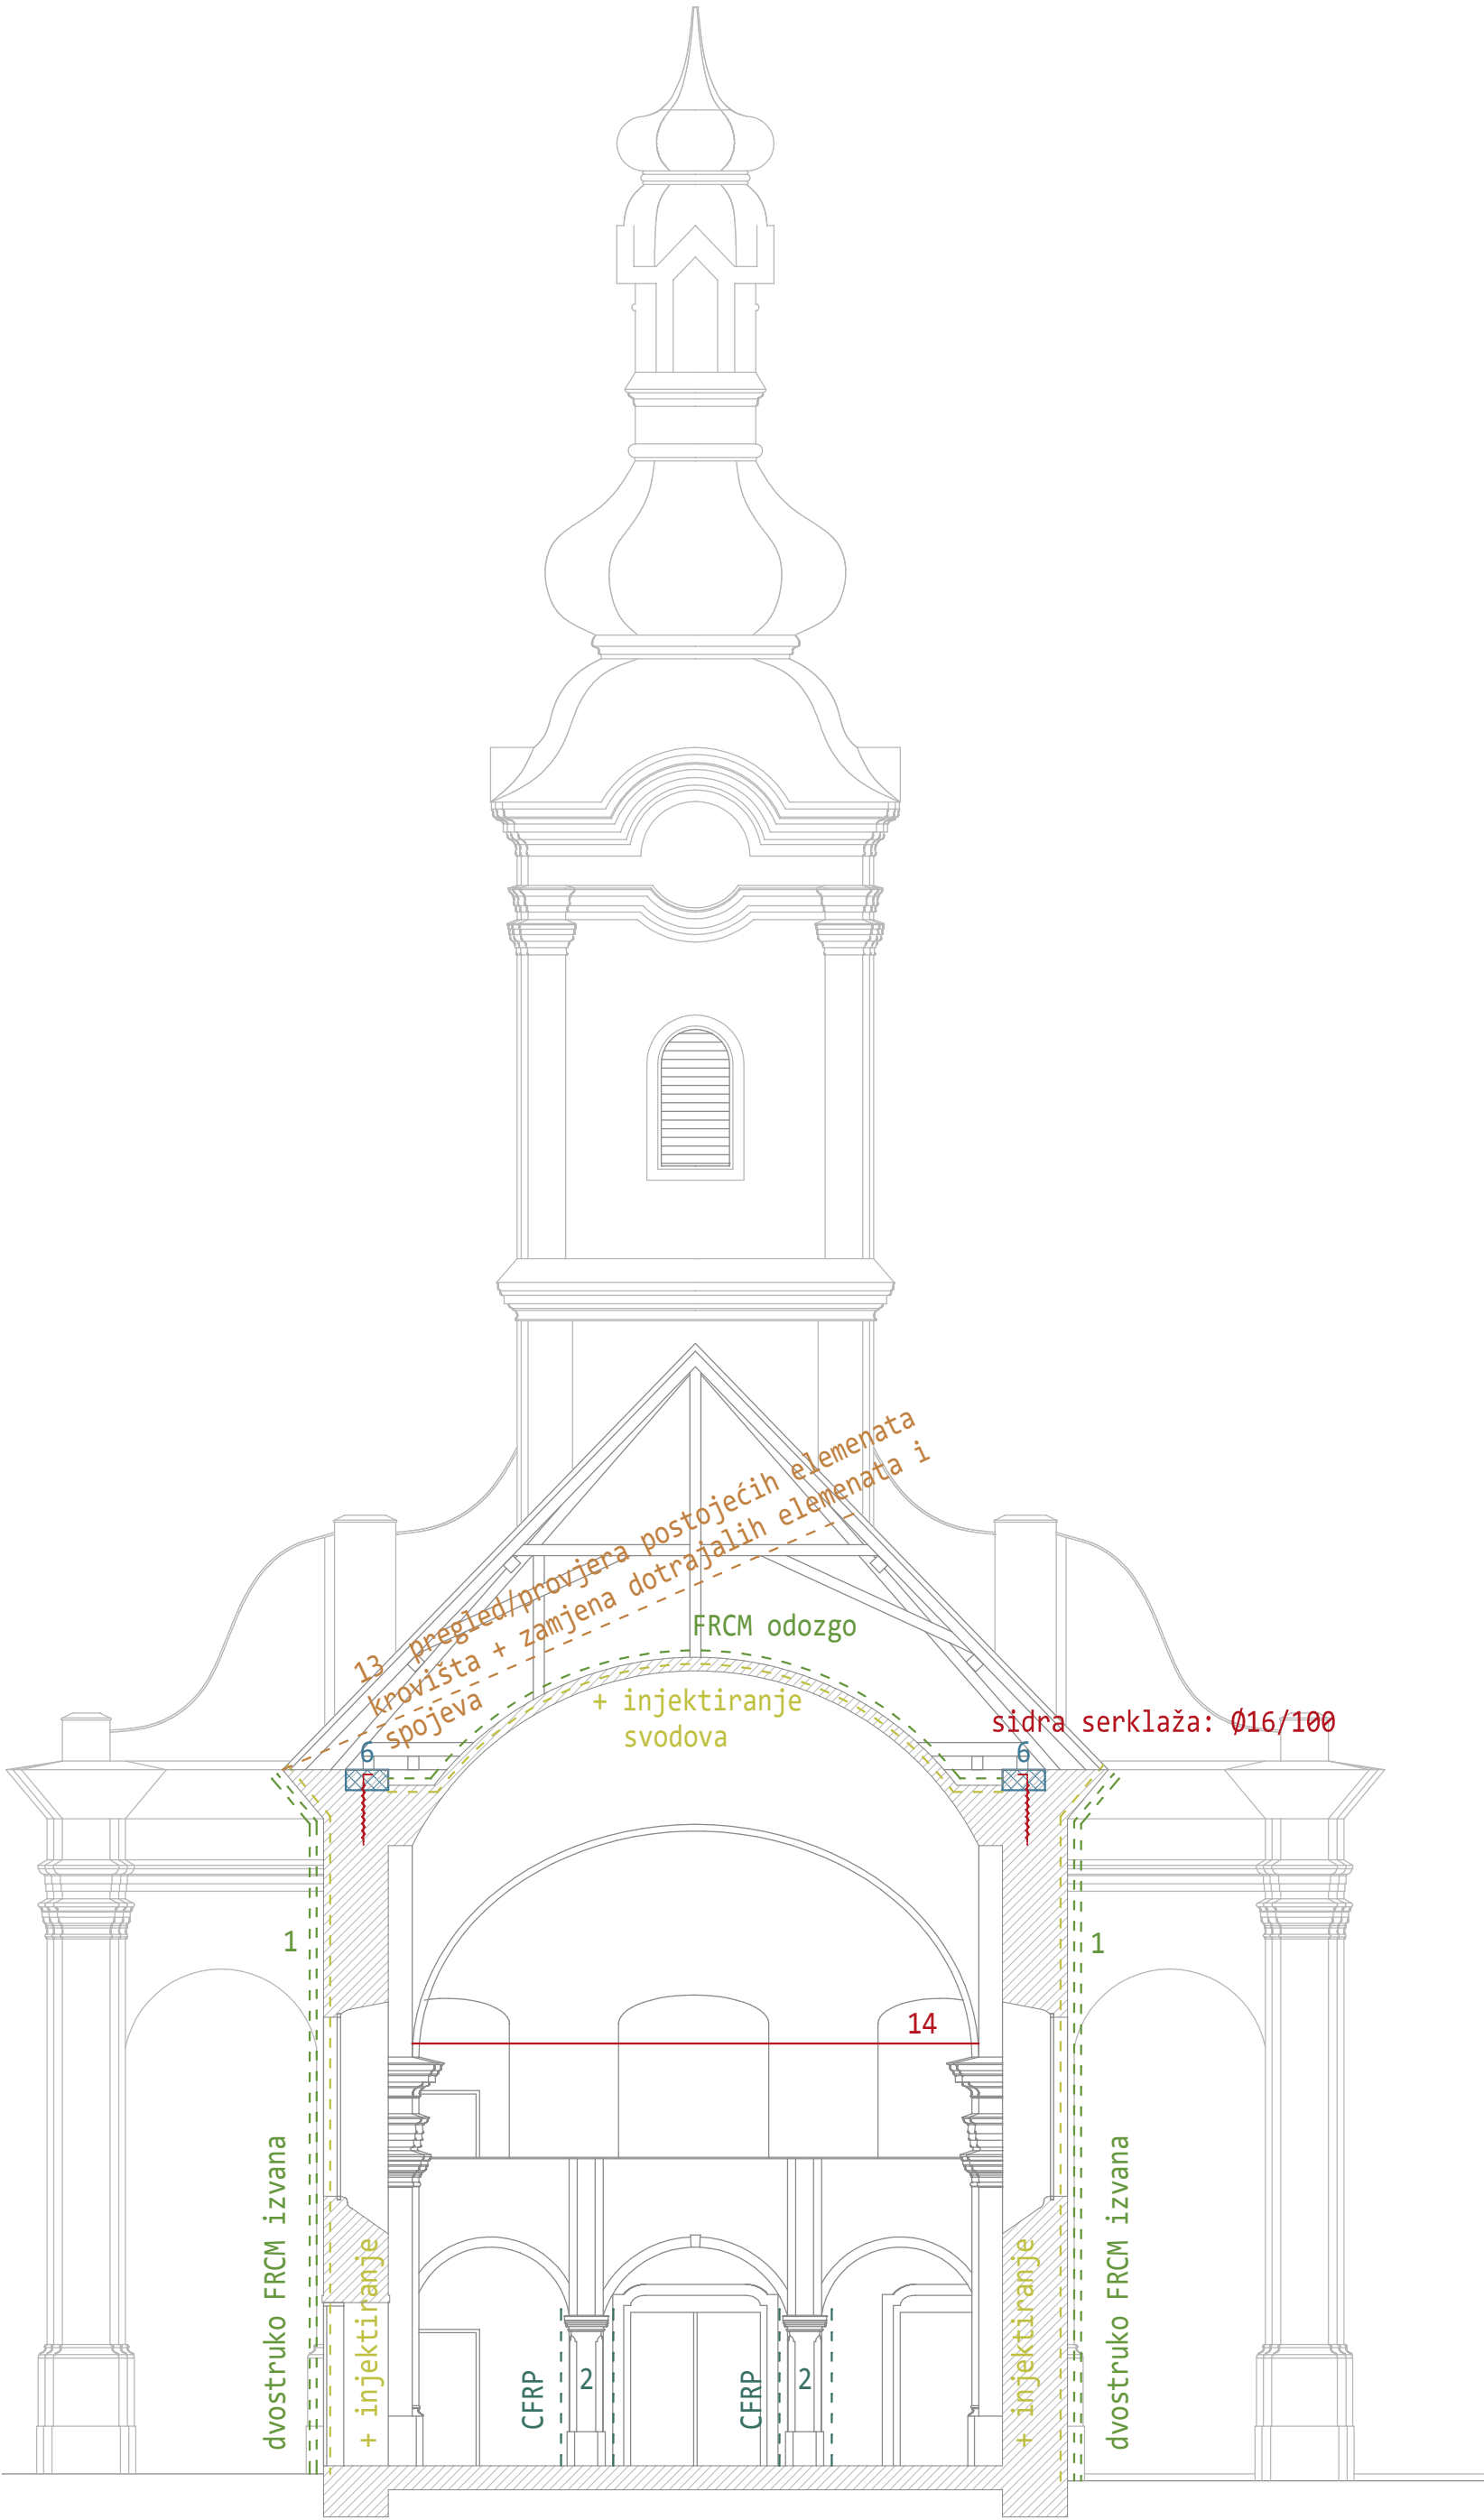 13  pregled/provjera postojećih elemenata
krovišta + zamjena dotrajalih elemenata i
spojeva
FRCM odozgo
+ injektiranje
svodova
sidra serklaža: Ø16/100
6
6
1
1
14
dvostruko FRCM izvana
+ injektiranje
CFRP
2
CFRP
2
+ injektiranje
dvostruko FRCM izvana